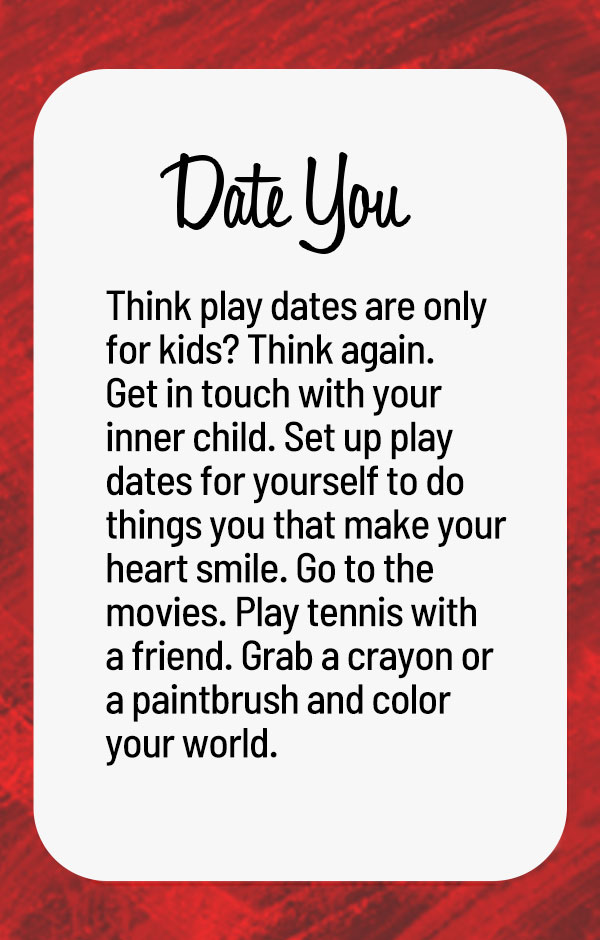 Date You
Think play dates are only
for kids? Think again.
Get in touch with your
inner child. Set up play
dates for yourself to do
things you that make your
heart smile. Go to the
movies. Play tennis with
a friend. Grab a crayon or
a paintbrush and color
your world.